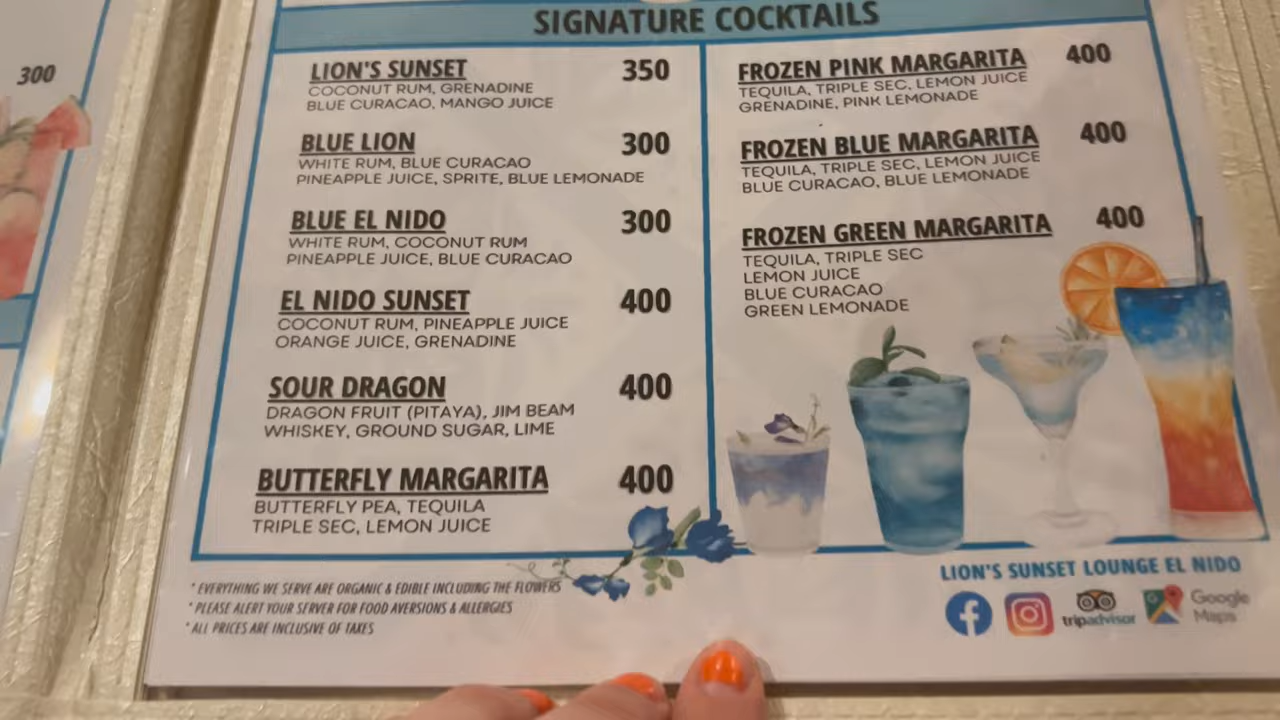 300
SIGNATURE COCKTAILS
LION'S SUNSET 350
COCONUT RUM, GRENADINE
BLUE CURACAO, MANGO JUICE
BLUE LION 300
WHITE RUM, BLUE CURACAO
PINEAPPLE JUICE, SPRITE, BLUE LEMONADE
BLUE EL NIDO 300
WHITE RUM, COCONUT RUM
PINEAPPLE JUICE, BLUE CURACAO
EL NIDO SUNSET 400
COCONUT RUM, PINEAPPLE JUICE
ORANGE JUICE, GRENADINE
SOUR DRAGON 400
DRAGON FRUIT (PITAYA), JIM BEAM
WHISKEY, GROUND SUGAR, LIME
BUTTERFLY MARGARITA 400
BUTTERFLY PEA, TEQUILA
TRIPLE SEC, LEMON JUICE
FROZEN PINK MARGARITA 400
TEQUILA, TRIPLE SEC, LEMON JUICE
GRENADINE, PINK LEMONADE
FROZEN BLUE MARGARITA 400
TEQUILA, TRIPLE SEC, LEMON JUICE
BLUE CURACAO, BLUE LEMONADE
FROZEN GREEN MARGARITA 400
TEQUILA, TRIPLE SEC
LEMON JUICE
BLUE CURACAO
GREEN LEMONADE
* EVERYTHING WE SERVE ARE ORGANIC & EDIBLE INCLUDING THE FLOWERS
* PLEASE ALERT YOUR SERVER FOR FOOD AVERSIONS & ALLERGIES
* ALL PRICES ARE INCLUSIVE OF TAXES
LION'S SUNSET LOUNGE EL NIDO
tripadvisor
Google
Maps